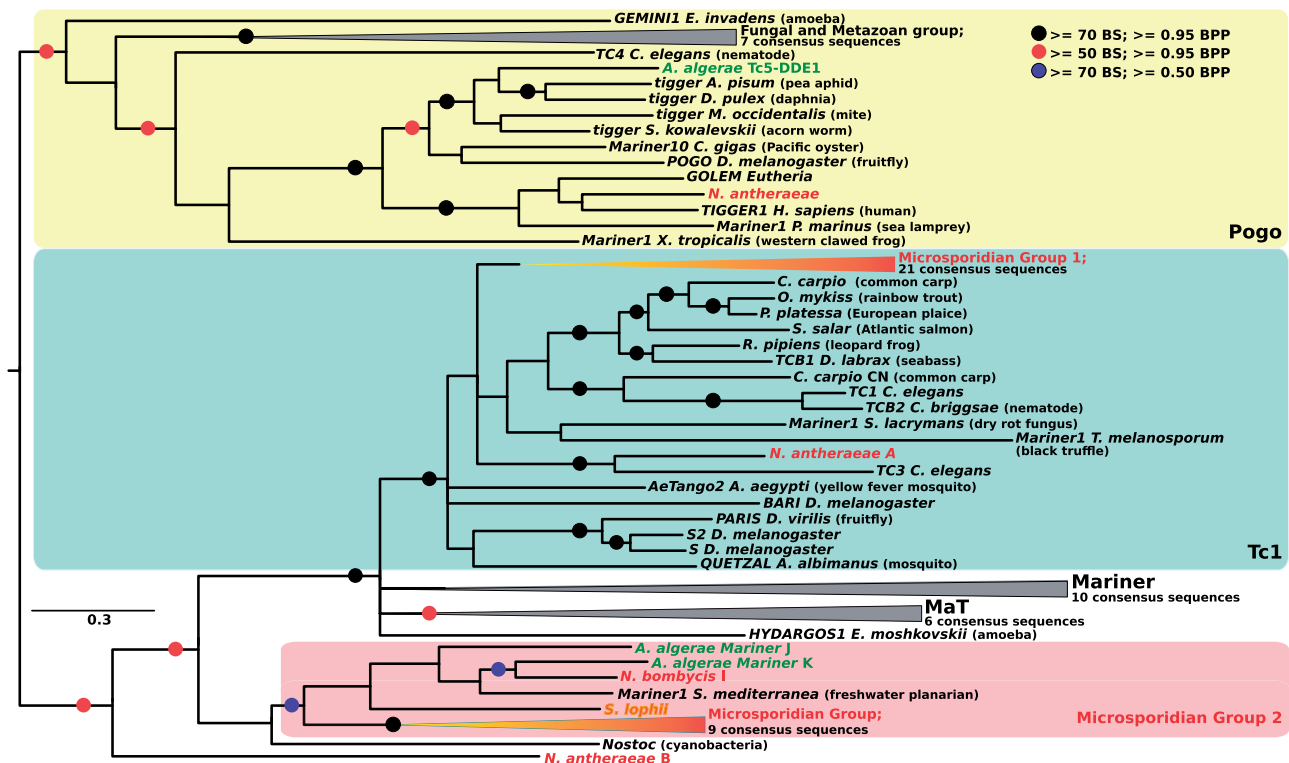 GEMINI1 E. invadens (amoeba)
Fungal and Metazoan group;
7 consensus sequences
TC4 C. elegans (nematode)
A. algerae Tc5-DDE1
tigger A. pisum (pea aphid)
tigger D. pulex (daphnia)
tigger M. occidentalis (mite)
tigger S. kowalevskii (acorn worm)
Mariner10 C. gigas (Pacific oyster)
POGO D. melanogaster (fruitfly)
GOLEM Eutheria
N. antheraeae
TIGGER1 H. sapiens (human)
Mariner1 P. marinus (sea lamprey)
Mariner1 X. tropicalis (western clawed frog)
Pogo
>= 70 BS; >= 0.95 BPP
>= 50 BS; >= 0.95 BPP
>= 70 BS; >= 0.50 BPP
Microsporidian Group 1;
21 consensus sequences
C. carpio (common carp)
O. mykiss (rainbow trout)
P. platessa (European plaice)
S. salar (Atlantic salmon)
R. pipiens (leopard frog)
TCB1 D. labrax (seabass)
C. carpio CN (common carp)
TC1 C. elegans
TCB2 C. briggsae (nematode)
Mariner1 S. lacrymans (dry rot fungus)
Mariner1 T. melanosporum
(black truffle)
N. antheraeae A
TC3 C. elegans
AeTango2 A. aegypti (yellow fever mosquito)
BARI D. melanogaster
PARIS D. virilis (fruitfly)
S2 D. melanogaster
S D. melanogaster
QUETZAL A. albimanus (mosquito)
Tc1
Mariner
10 consensus sequences
MaT
6 consensus sequences
HYDARGOS1 E. moshkovskii (amoeba)
0.3
A. algerae Mariner J
A. algerae Mariner K
N. bombycis I
Mariner1 S. mediterranea (freshwater planarian)
S. lophii
Microsporidian Group;
9 consensus sequences
Microsporidian Group 2
Nostoc (cyanobacteria)
N. antheraeae B